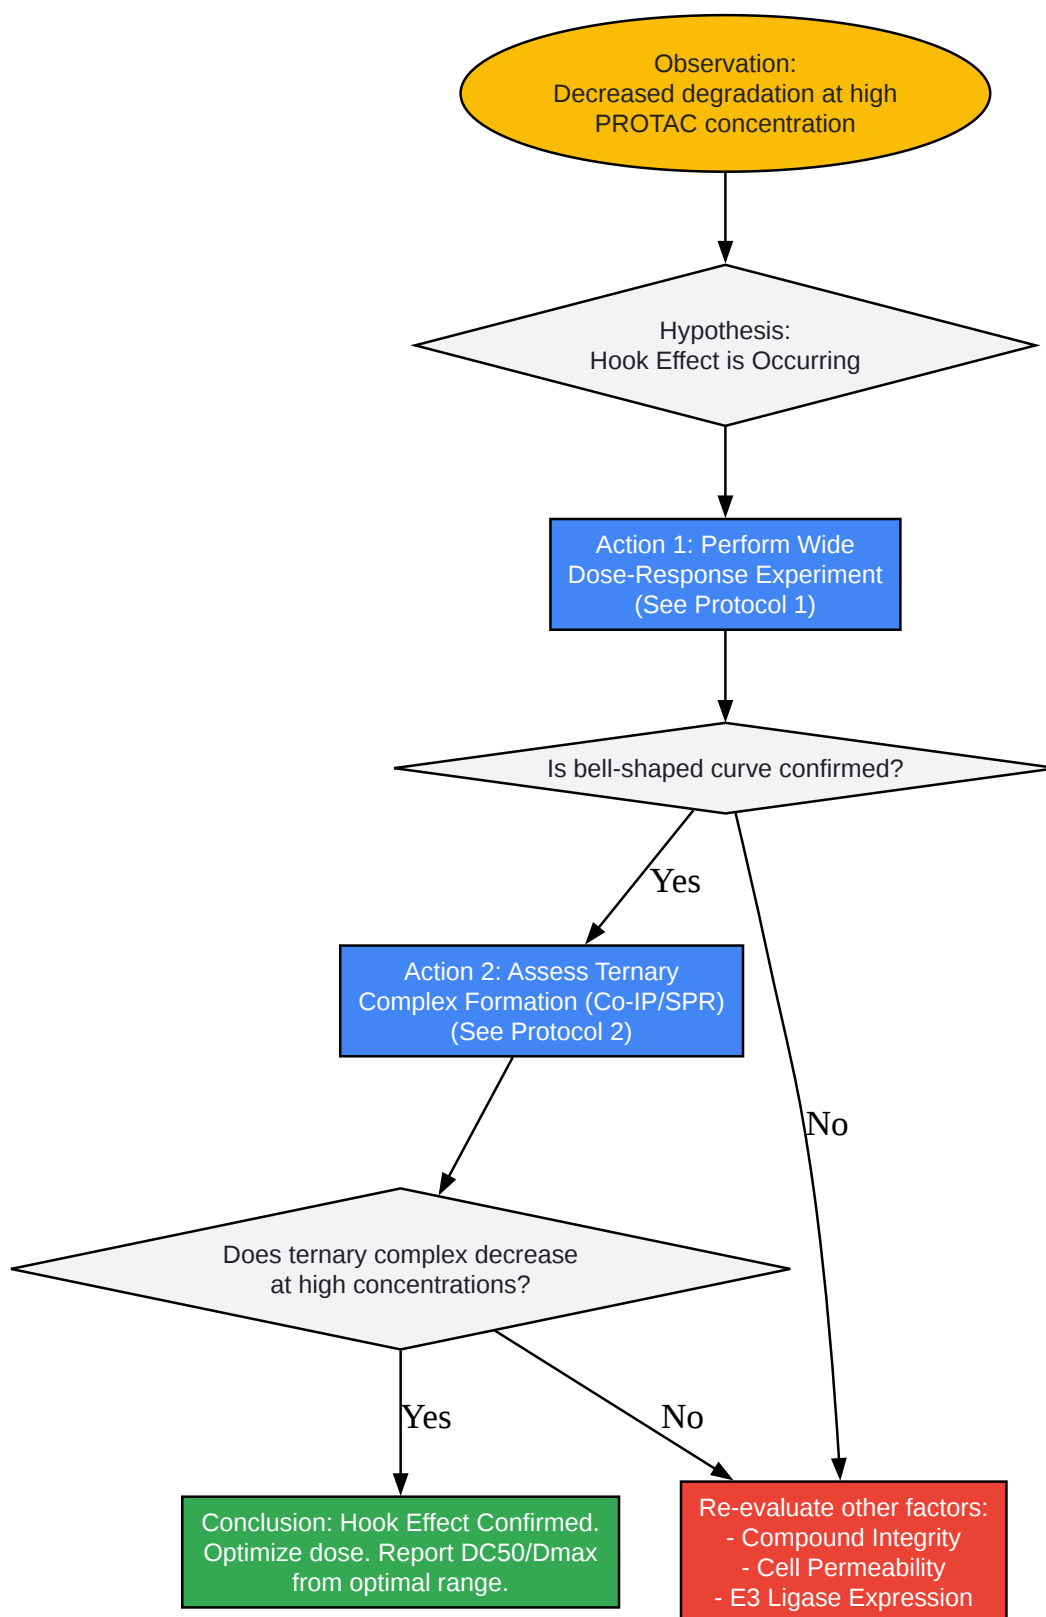 Observation:
Decreased degradation at high
PROTAC concentration
Hypothesis:
Hook Effect is Occurring
Action 1: Perform Wide
Dose-Response Experiment
(See Protocol 1)
Is bell-shaped curve confirmed?
Yes
Action 2: Assess Ternary
Complex Formation (Co-IP/SPR)
(See Protocol 2)
No
Does ternary complex decrease
at high concentrations?
Yes
No
Conclusion: Hook Effect Confirmed.
Optimize dose. Report DC50/Dmax
from optimal range.
Re-evaluate other factors:
- Compound Integrity
- Cell Permeability
- E3 Ligase Expression